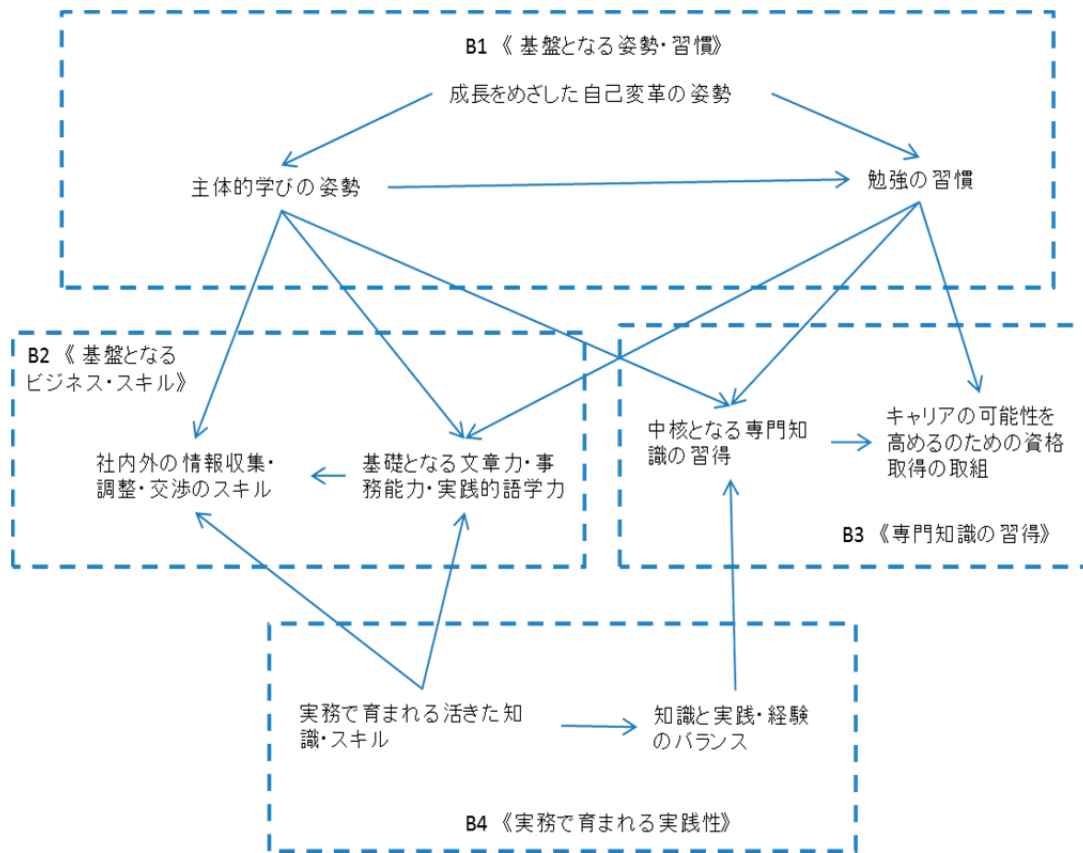 B1 《 基盤となる姿勢・習慣》
成長をめざした自己変革の姿勢
主体的学びの姿勢
勉強の習慣
B2 《 基盤となる
ビジネス・スキル》
社内外の情報収集・
調整・交渉のスキル
基礎となる文章力・事
務能力・実践的語学力
中核となる専門知
識の習得
キャリアの可能性を
高めるのための資格
取得の取組
B3 《専門知識の習得》
実務で育まれる活きた知
識・スキル
知識と実践・経験
のバランス
B4 《実務で育まれる実践性》